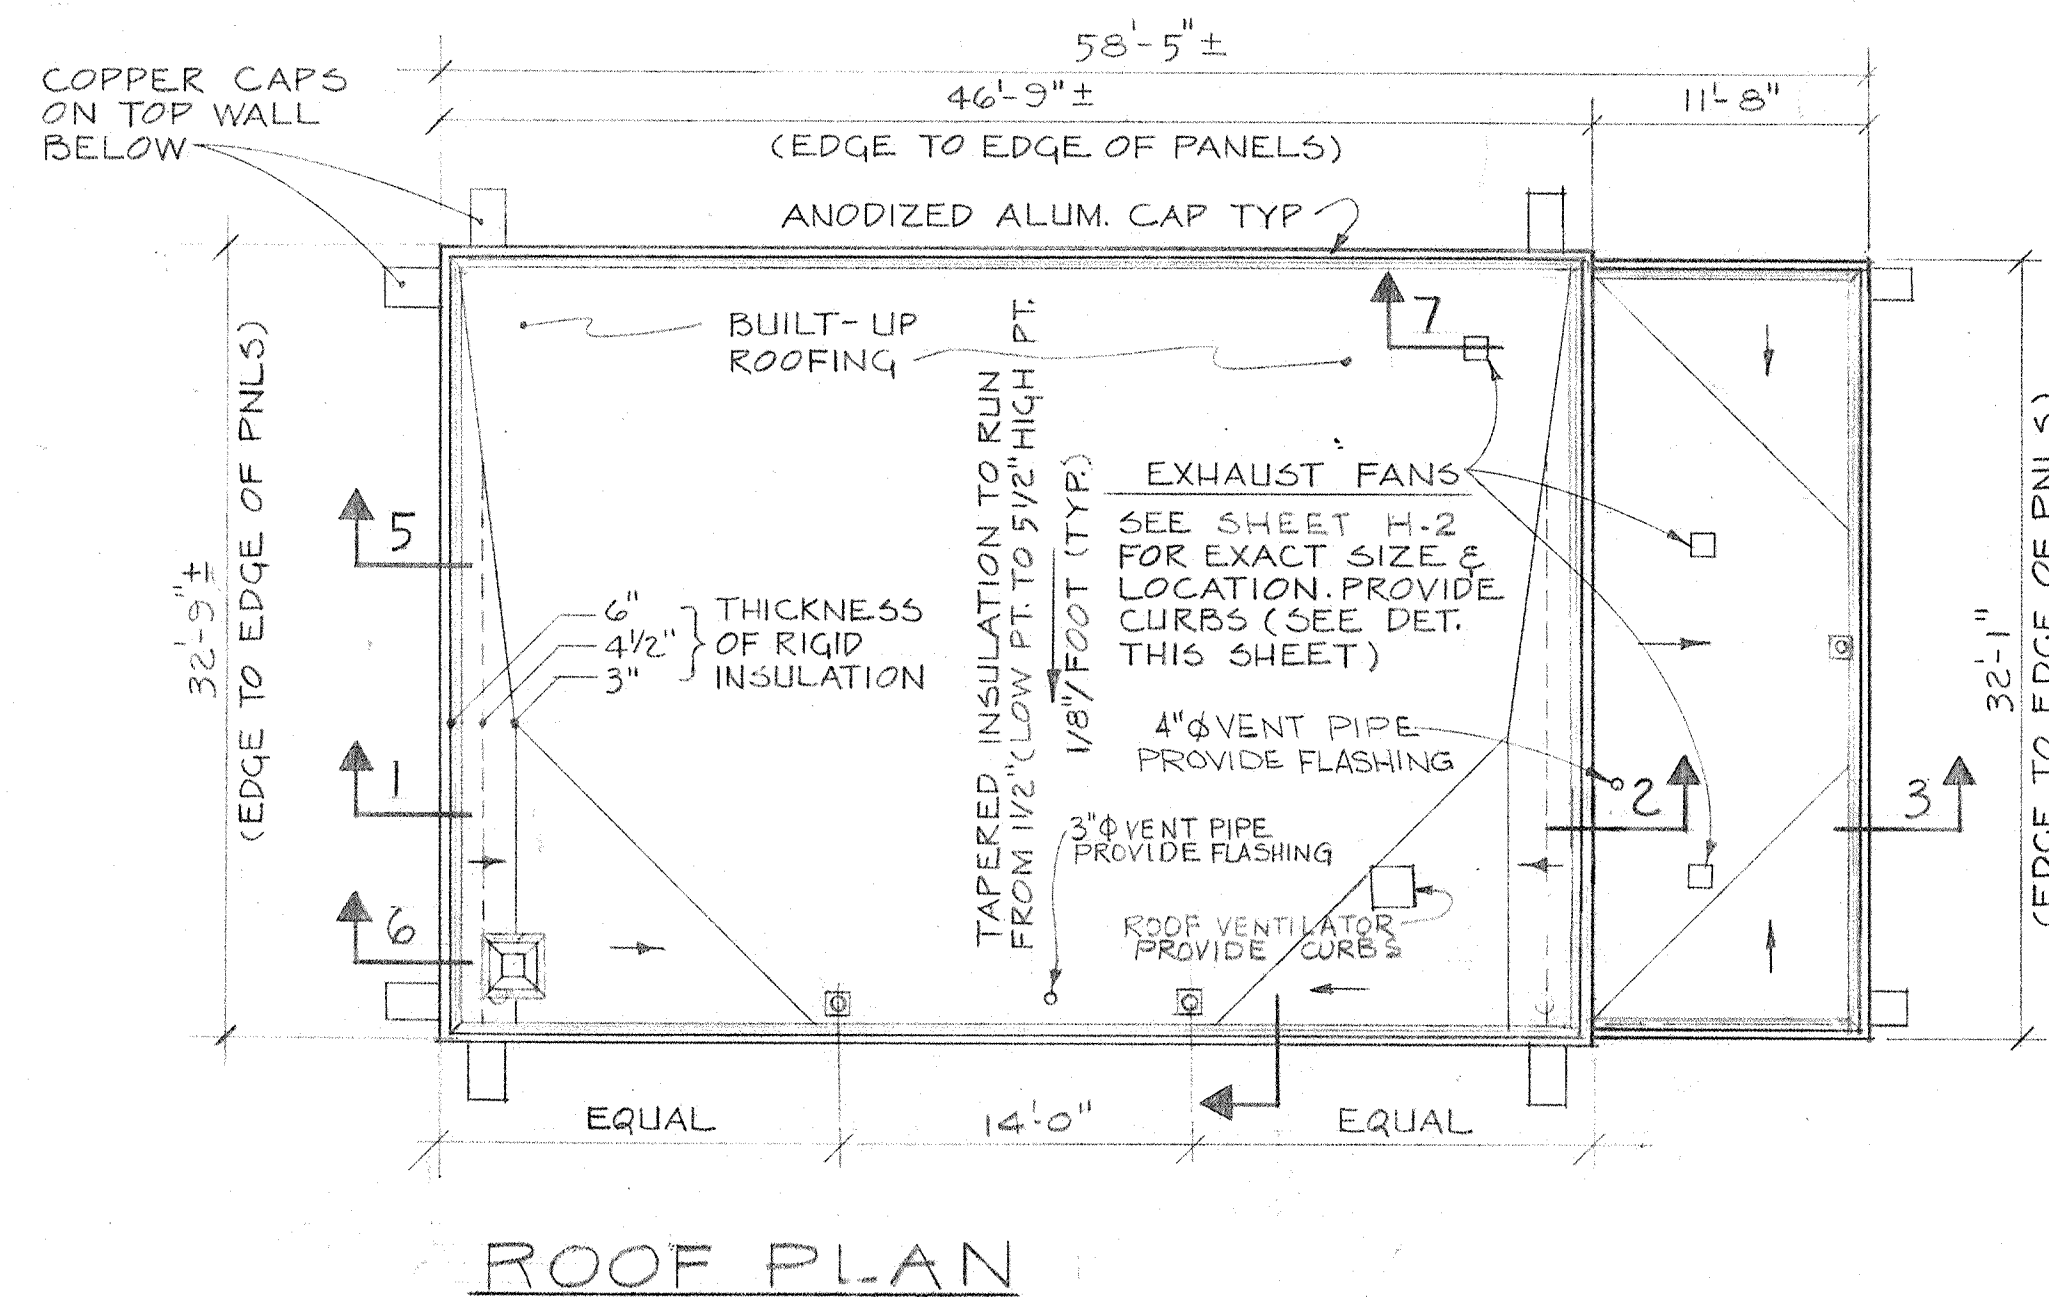 58'-5"±
46'-9"±
11'-8"
(EDGE TO EDGE OF PANELS)
COPPER CAPS
ON TOP WALL
BELOW
ANODIZED ALUM. CAP TYP
BUILT-UP
ROOFING
7
TAPERED INSULATION TO RUN
FROM 1 1/2" (LOW PT. TO 5 1/2" HIGH PT.
1/8"/FOOT (TYP.)
EXHAUST FANS
SEE SHEET H-2
FOR EXACT SIZE &
LOCATION. PROVIDE
CURBS (SEE DET.
THIS SHEET)
32'-9"±
(EDGE TO EDGE OF PNLS)
5
6"
4 1/2"
3"
THICKNESS
OF RIGID
INSULATION
4"ϕ VENT PIPE
PROVIDE FLASHING
1
2
3
32'-1"
(EDGE TO EDGE OF PNLS)
3"ϕ VENT PIPE
PROVIDE FLASHING
6
ROOF VENTILATOR
PROVIDE CURBS
EQUAL
14'-0"
EQUAL
ROOF PLAN